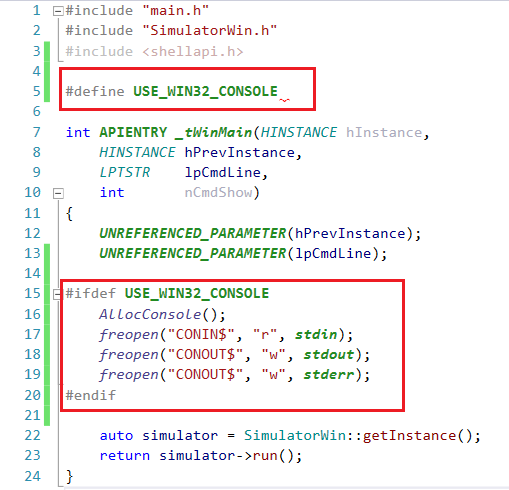 1 #include "main.h"
2 #include "SimulatorWin.h"
3 #include <shellapi.h>
4
5 #define USE_WIN32_CONSOLE
6
7 int APIENTRY _tWinMain(HINSTANCE hInstance,
8 HINSTANCE hPrevInstance,
9 LPTSTR lpCmdLine,
10 int nCmdShow)
11 {
12 UNREFERENCED_PARAMETER(hPrevInstance);
13 UNREFERENCED_PARAMETER(lpCmdLine);
14
15 #ifdef USE_WIN32_CONSOLE
16 AllocConsole();
17 freopen("CONIN$", "r", stdin);
18 freopen("CONOUT$", "w", stdout);
19 freopen("CONOUT$", "w", stderr);
20 #endif
21
22 auto simulator = SimulatorWin::getInstance();
23 return simulator->run();
24 }